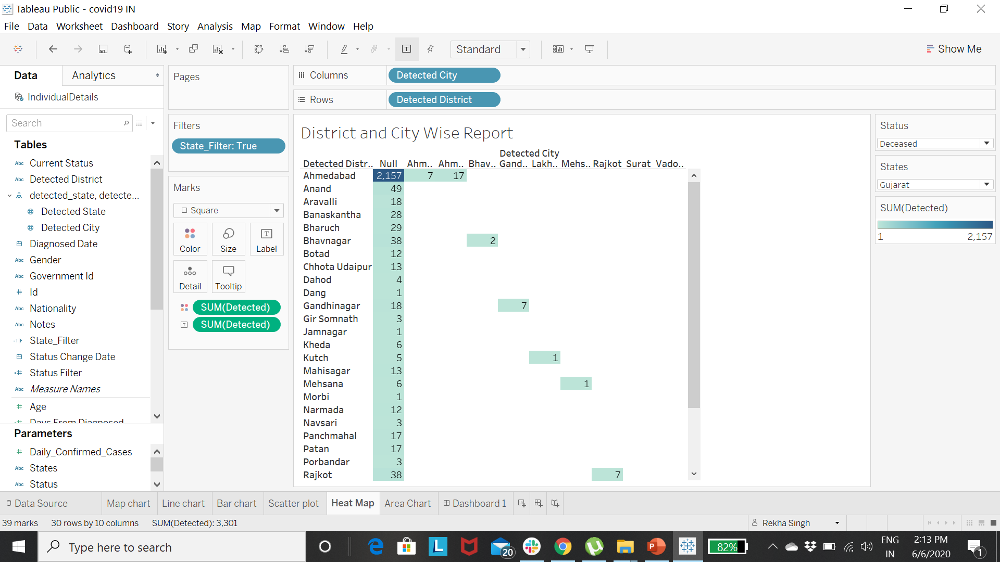 Tableau Public - covid19 IN
File Data Worksheet Dashboard Story Analysis Map Format Window Help
Standard
Show Me
Data Analytics
IndividualDetails
Search
Tables
Abc Current Status
Abc Detected District
detected_state, detecte...
Detected State
Detected City
Diagnosed Date
Abc Gender
Abc Government Id
# Id
Abc Nationality
Abc Notes
=T|F State_Filter
Status Change Date
=# Status Filter
Abc Measure Names
# Age
Days From Diagnosed
Parameters
# Daily_Confirmed_Cases
Abc States
Abc Status
Pages
Filters
State_Filter: True
Marks
Square
Color Size Label
Detail Tooltip
SUM(Detected)
SUM(Detected)
Columns Detected City
Rows Detected District
District and City Wise Report
Detected City
Detected Distr.. Null Ahm.. Ahm.. Bhav.. Gand.. Lakh.. Mehs.. Rajkot Surat Vado..
Ahmedabad 2,157 7 17
Anand 49
Aravalli 18
Banaskantha 28
Bharuch 29
Bhavnagar 38 2
Botad 12
Chhota Udaipur 13
Dahod 4
Dang 1
Gandhinagar 18 7
Gir Somnath 3
Jamnagar 1
Kheda 6
Kutch 5 1
Mahisagar 13
Mehsana 6 1
Morbi 1
Narmada 12
Navsari 3
Panchmahal 17
Patan 17
Porbandar 3
Rajkot 38 7
Status
Deceased
States
Gujarat
SUM(Detected)
1 2,157
Data Source Map chart Line chart Bar chart Scatter plot Heat Map Area Chart Dashboard 1
39 marks 30 rows by 10 columns SUM(Detected): 3,301
Rekha Singh
Type here to search
L
20
P
82%
ENG
IN
2:13 PM
6/6/2020
1